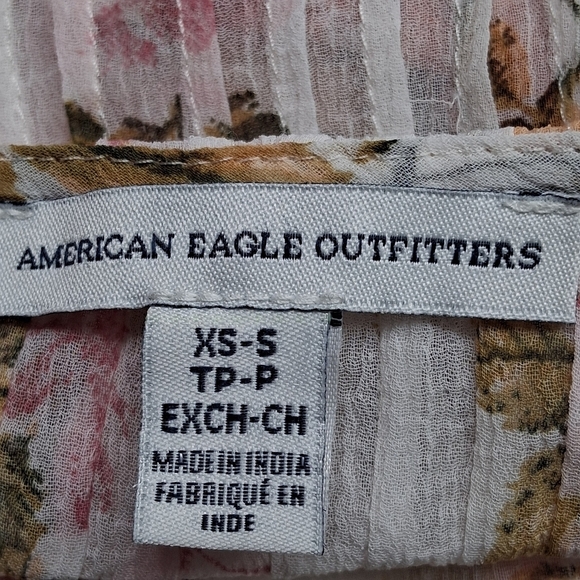 AMERICAN EAGLE OUTFITTERS
XS-S
TP-P
EXCH-CH
MADE IN INDIA
FABRIQUÉ EN
INDE